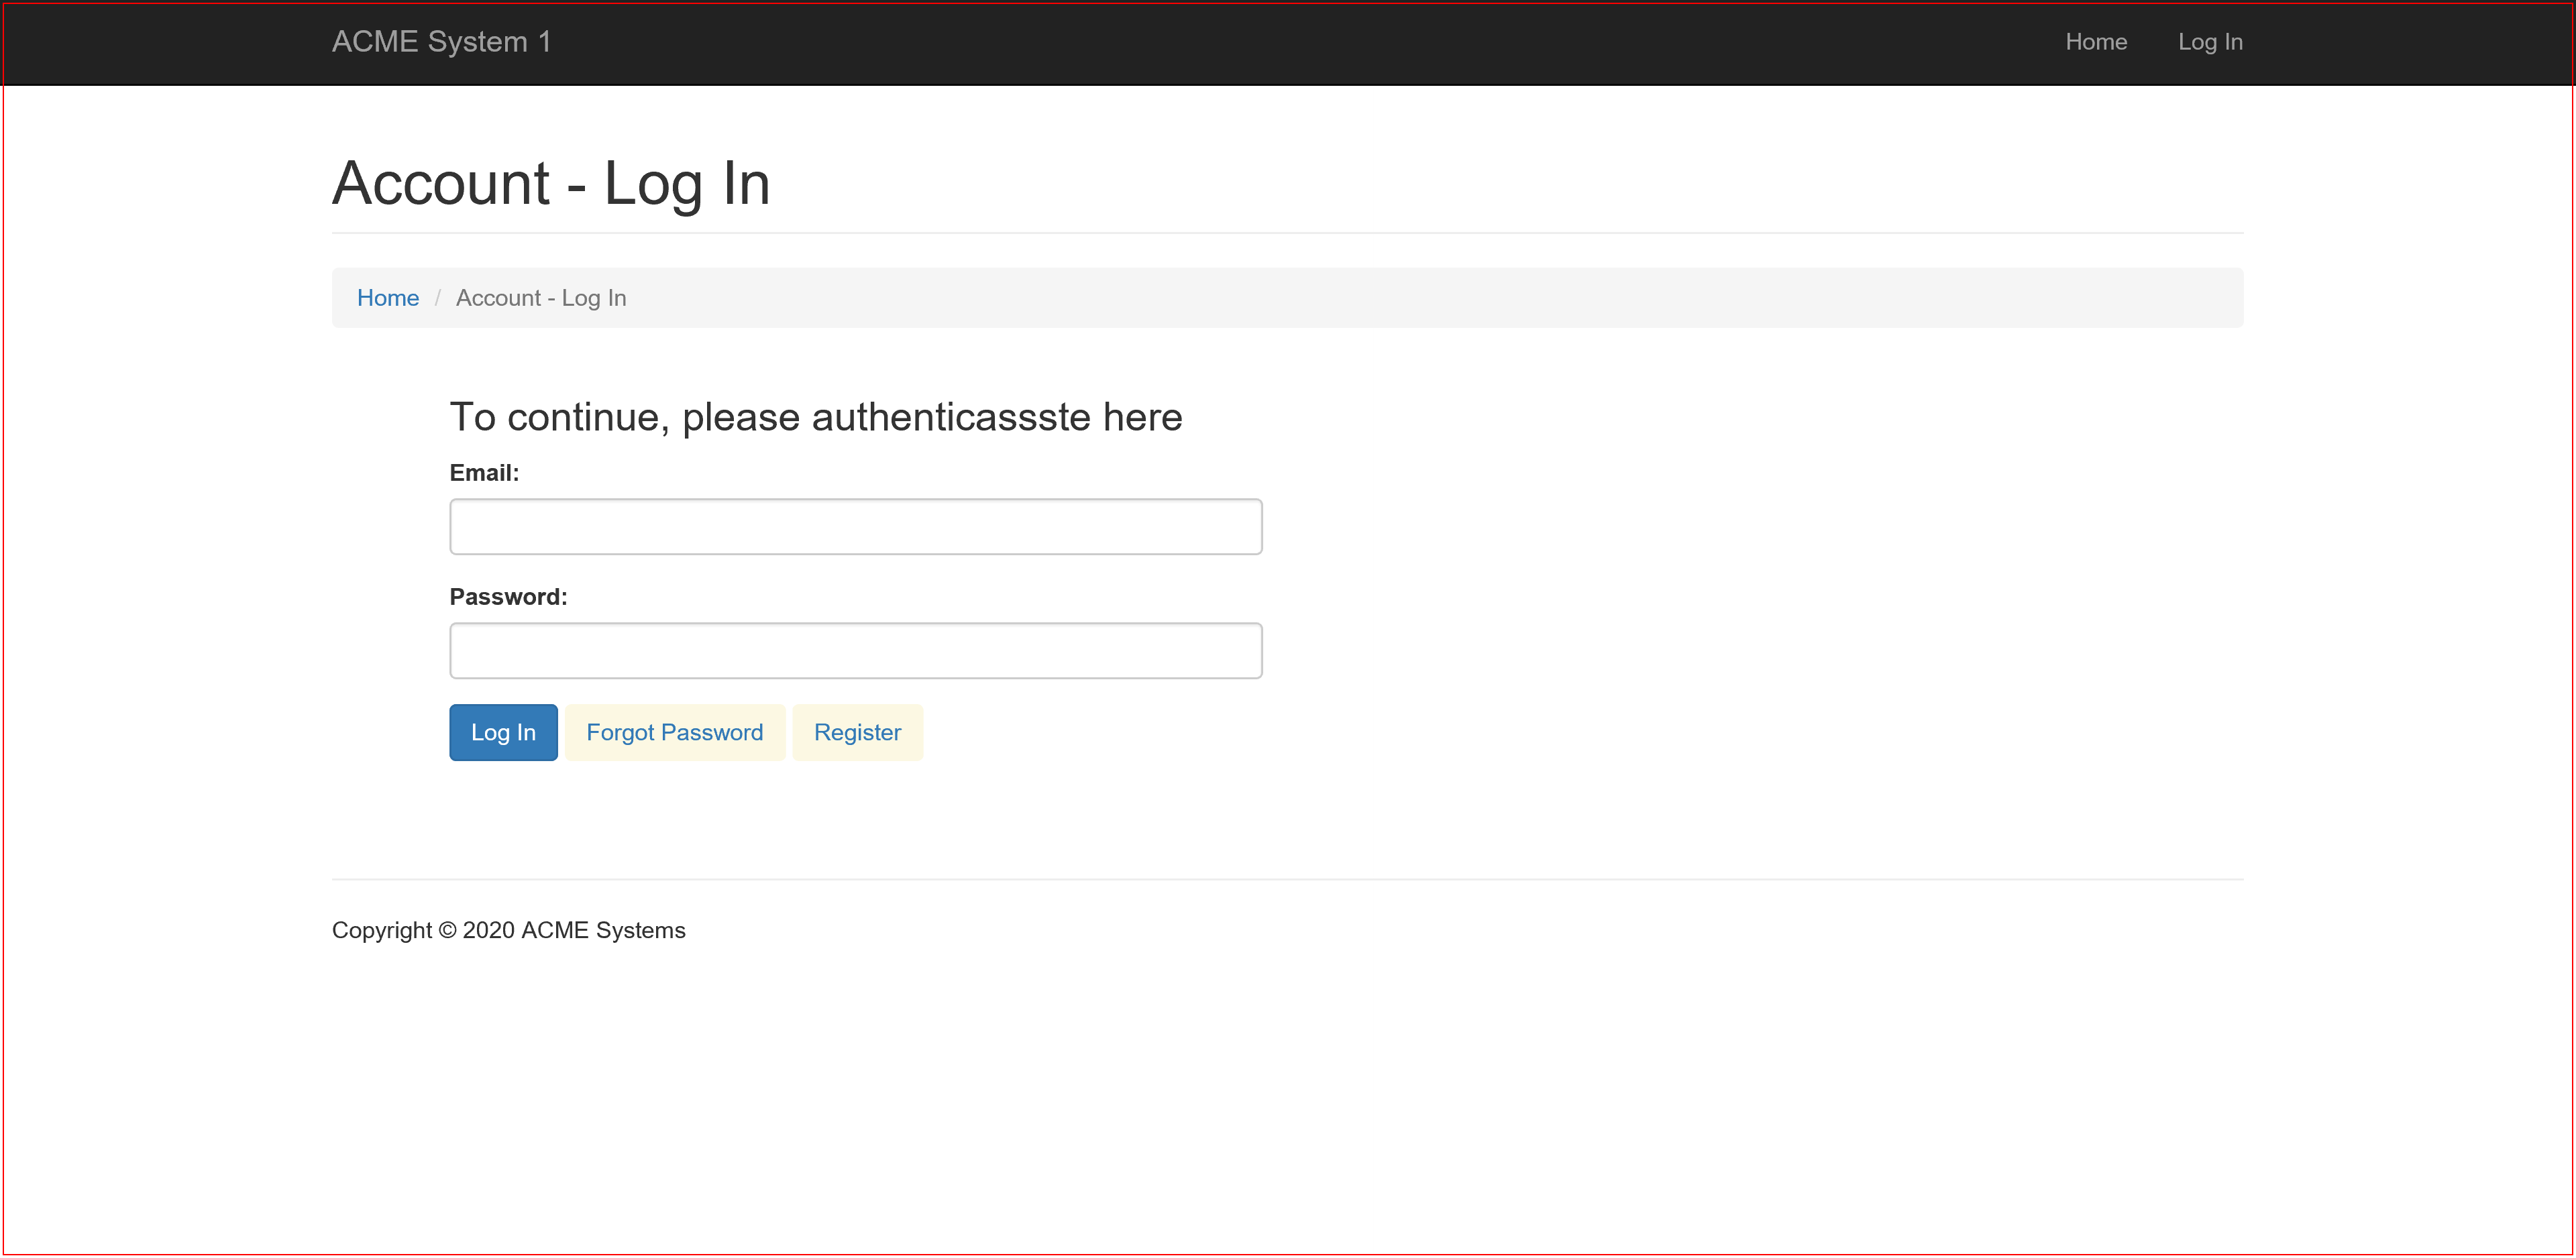 ACME System 1 Home Log In
Account - Log In
Home / Account - Log In
To continue, please authenticassste here
Email:
Password:
Log In Forgot Password Register
Copyright © 2020 ACME Systems